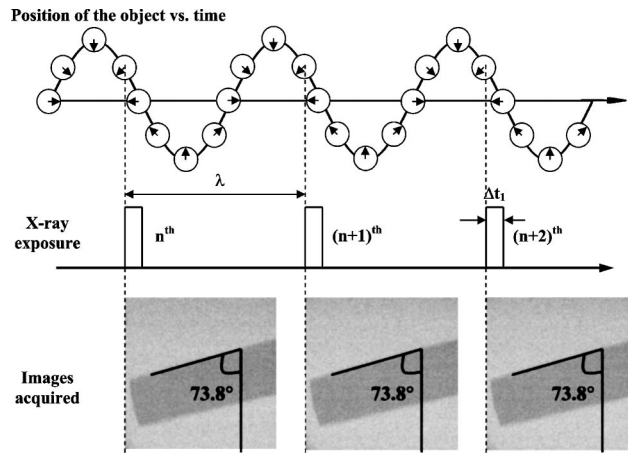 Position of the object vs. time
λ
Δt₁
X-ray
exposure
nᵗʰ
(n+1)ᵗʰ
(n+2)ᵗʰ
Images
acquired
73.8°
73.8°
73.8°